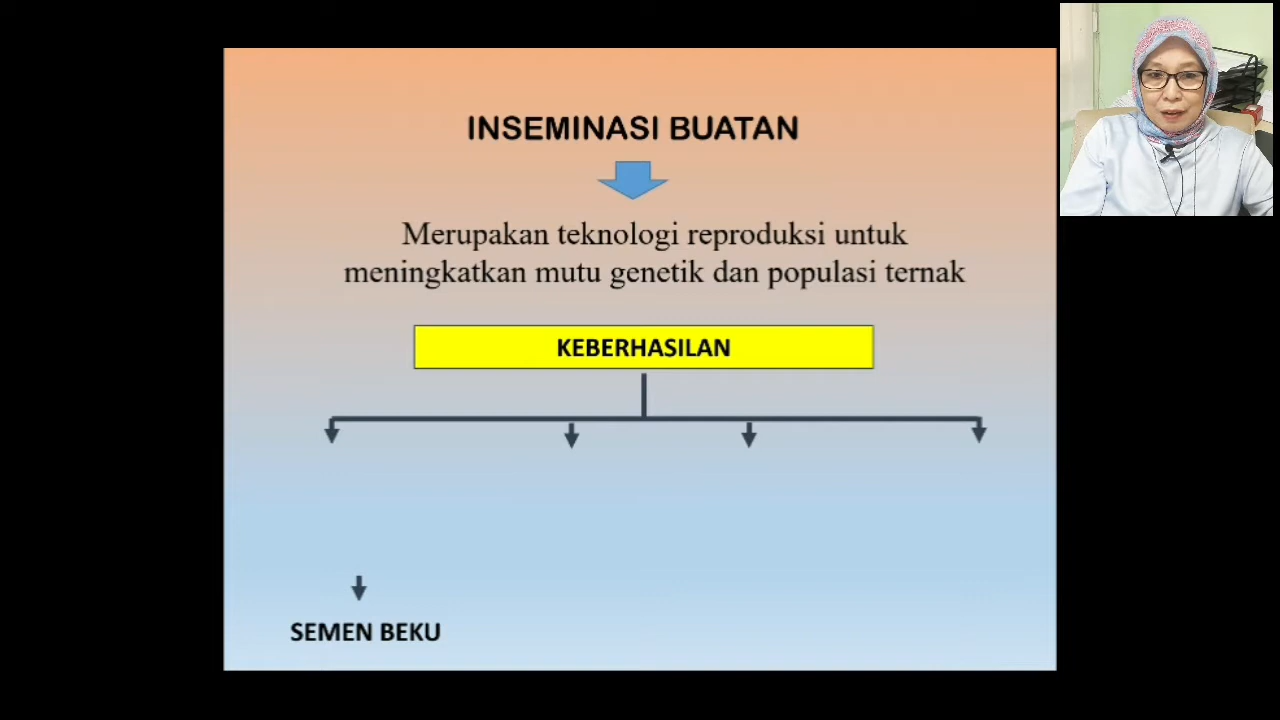 INSEMINASI BUATAN
Merupakan teknologi reproduksi untuk
meningkatkan mutu genetik dan populasi ternak
KEBERHASILAN
SEMEN BEKU